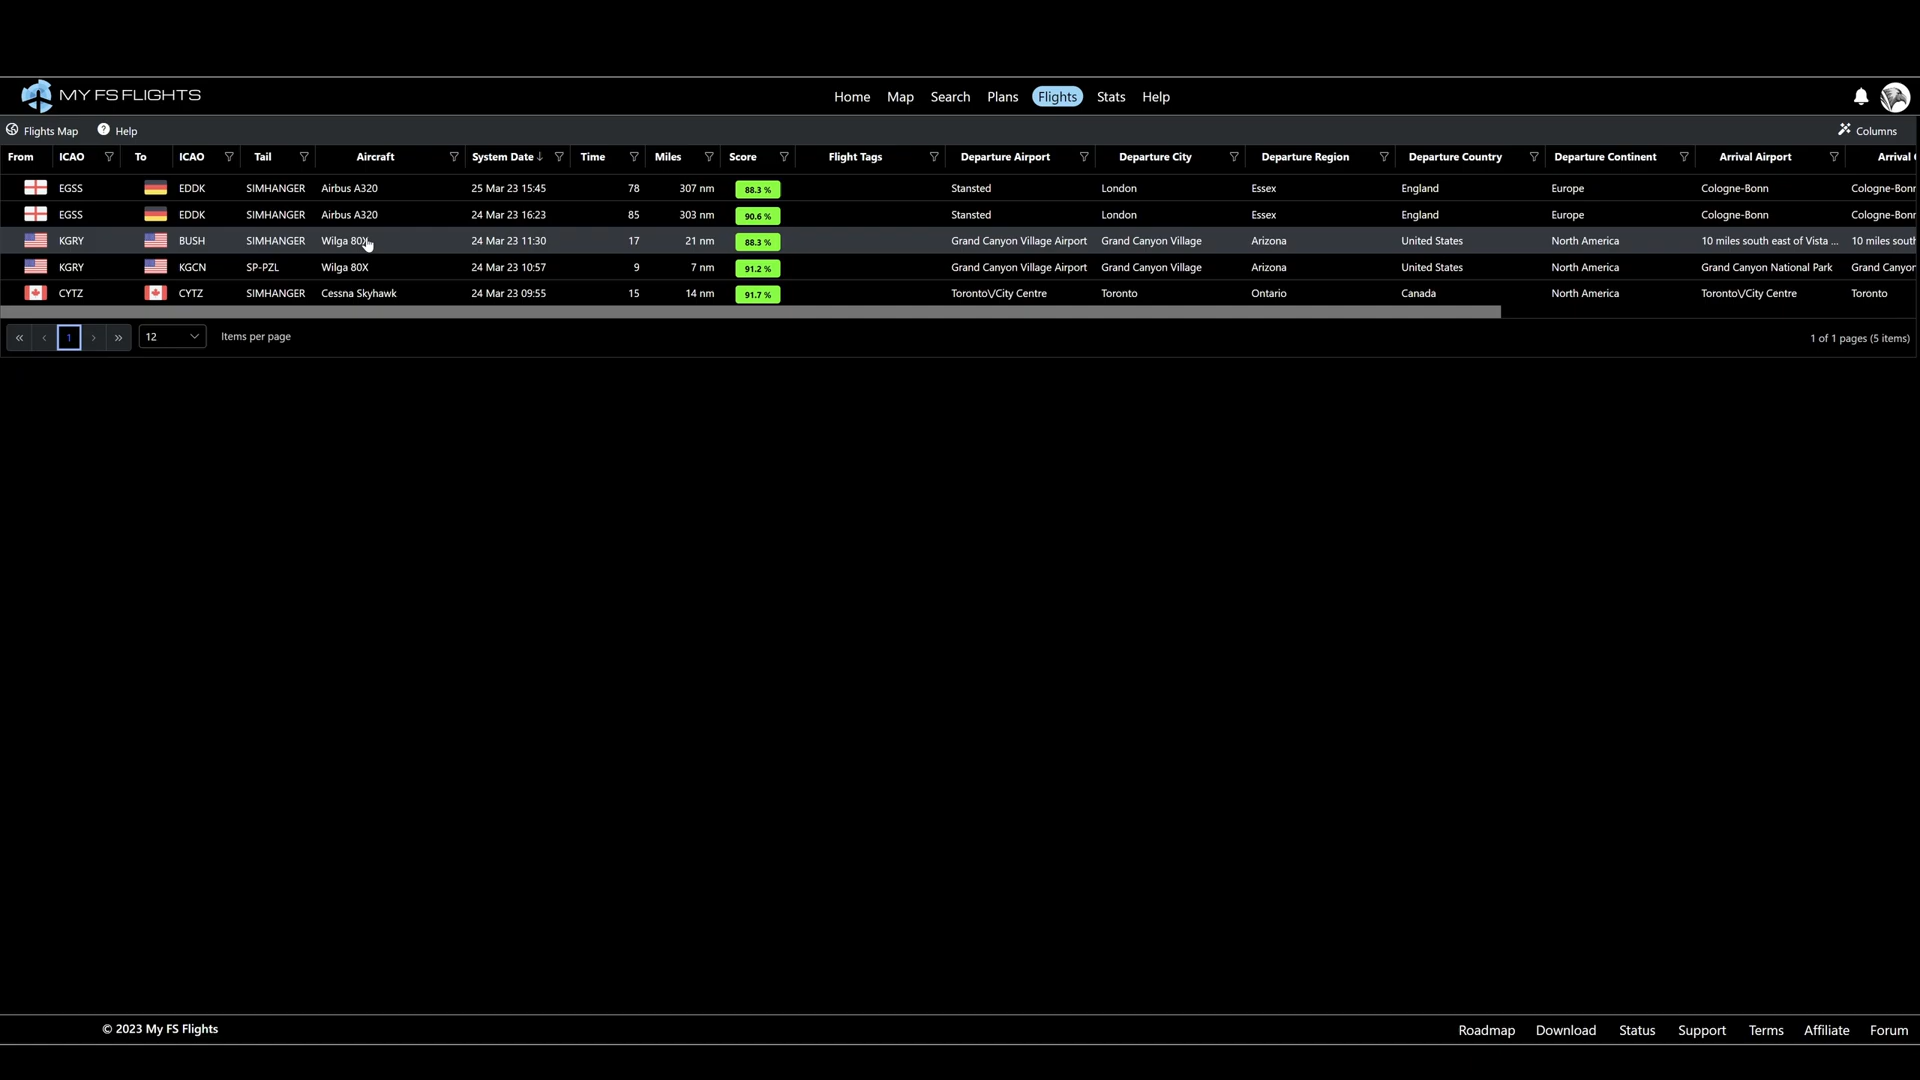 MY FS FLIGHTS Home Map Search Plans Flights Stats Help
Flights Map Help Columns
From ICAO To ICAO Tail Aircraft System Date Time Miles Score Flight Tags Departure Airport Departure City Departure Region Departure Country Departure Continent Arrival Airport Arrival
EGSS EDDK SIMHANGER Airbus A320 25 Mar 23 15:45 78 307 nm 88.3 % Stansted London Essex England Europe Cologne-Bonn Cologne-Bonn
EGSS EDDK SIMHANGER Airbus A320 24 Mar 23 16:23 85 303 nm 90.6 % Stansted London Essex England Europe Cologne-Bonn Cologne-Bonn
KGRY BUSH SIMHANGER Wilga 80X 24 Mar 23 11:30 17 21 nm 88.3 % Grand Canyon Village Airport Grand Canyon Village Arizona United States North America 10 miles south east of Vista ... 10 miles south
KGRY KGCN SP-PZL Wilga 80X 24 Mar 23 10:57 9 7 nm 91.2 % Grand Canyon Village Airport Grand Canyon Village Arizona United States North America Grand Canyon National Park Grand Canyon
CYTZ CYTZ SIMHANGER Cessna Skyhawk 24 Mar 23 09:55 15 14 nm 91.7 % Toronto\/City Centre Toronto Ontario Canada North America Toronto\/City Centre Toronto
« ‹ 1 › » 12 Items per page 1 of 1 pages (5 items)
© 2023 My FS Flights Roadmap Download Status Support Terms Affiliate Forum